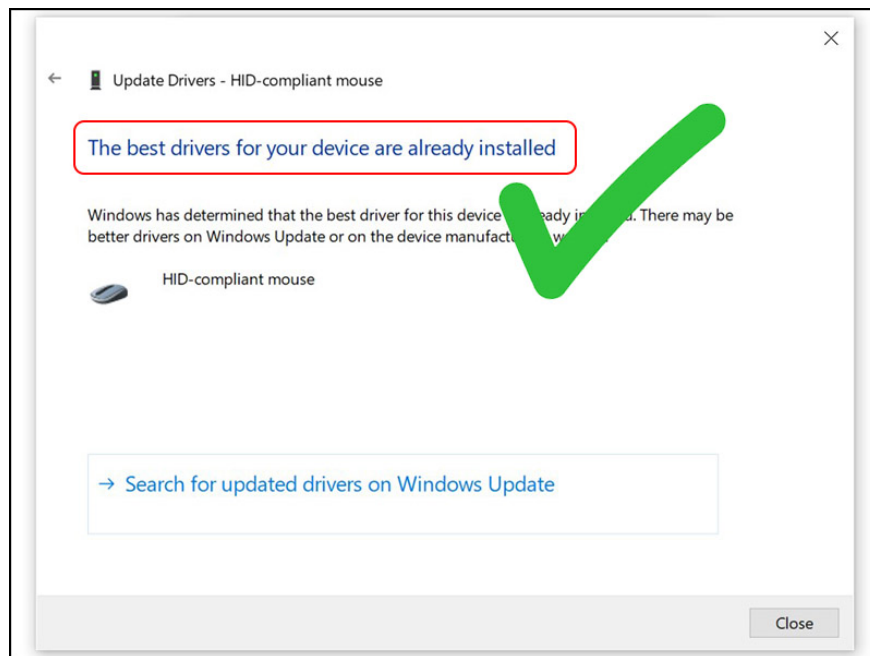 Update Drivers - HID-compliant mouse
The best drivers for your device are already installed
Windows has determined that the best driver for this device already. There may be
better drivers on Windows Update or on the device
HID-compliant mouse
→ Search for updated drivers on Windows Update
Close